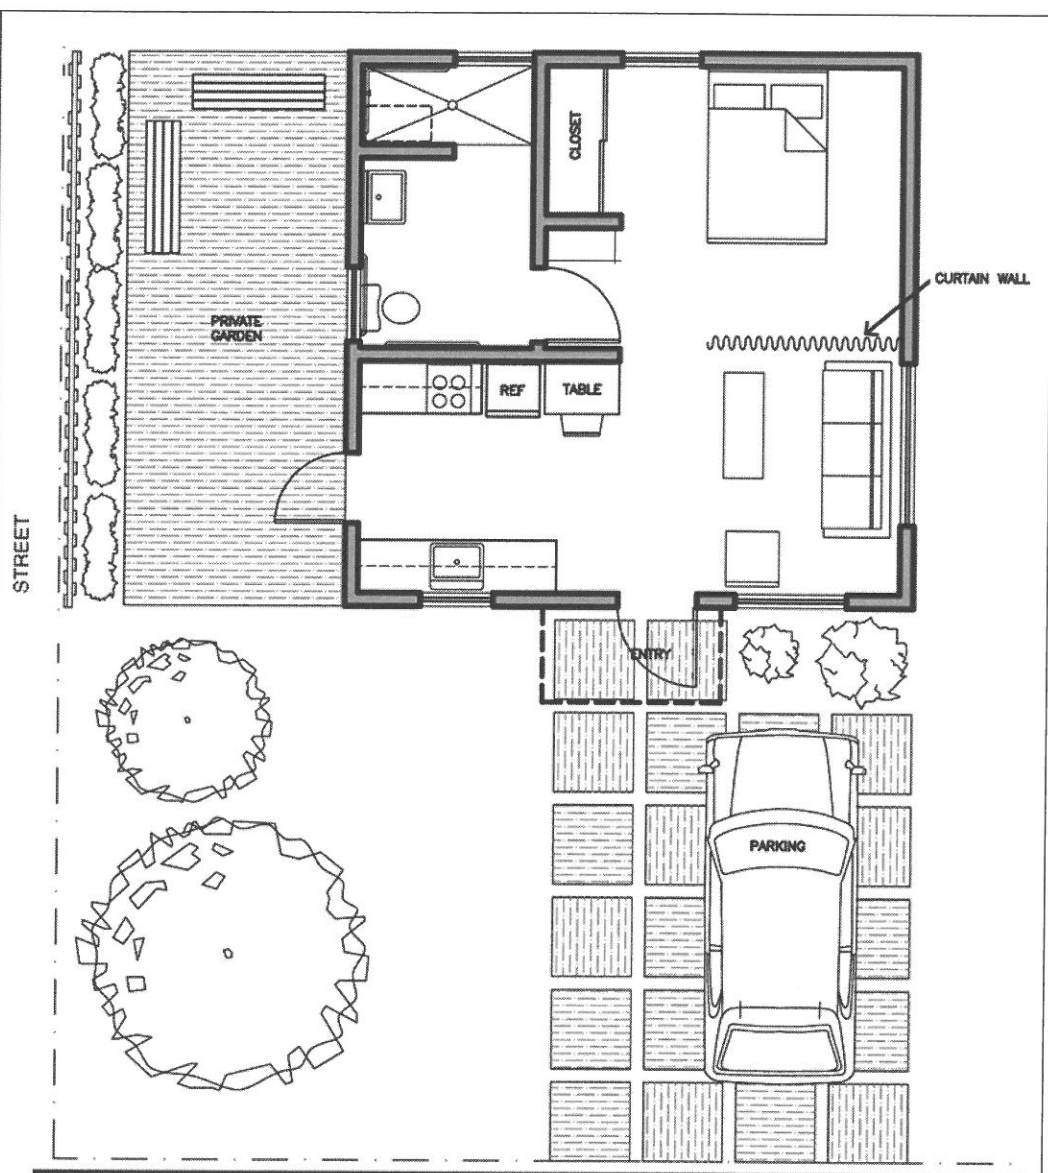 CLOSET
CURTAIN WALL
PRIVATE
GARDEN
REF
TABLE
STREET
ENTRY
PARKING